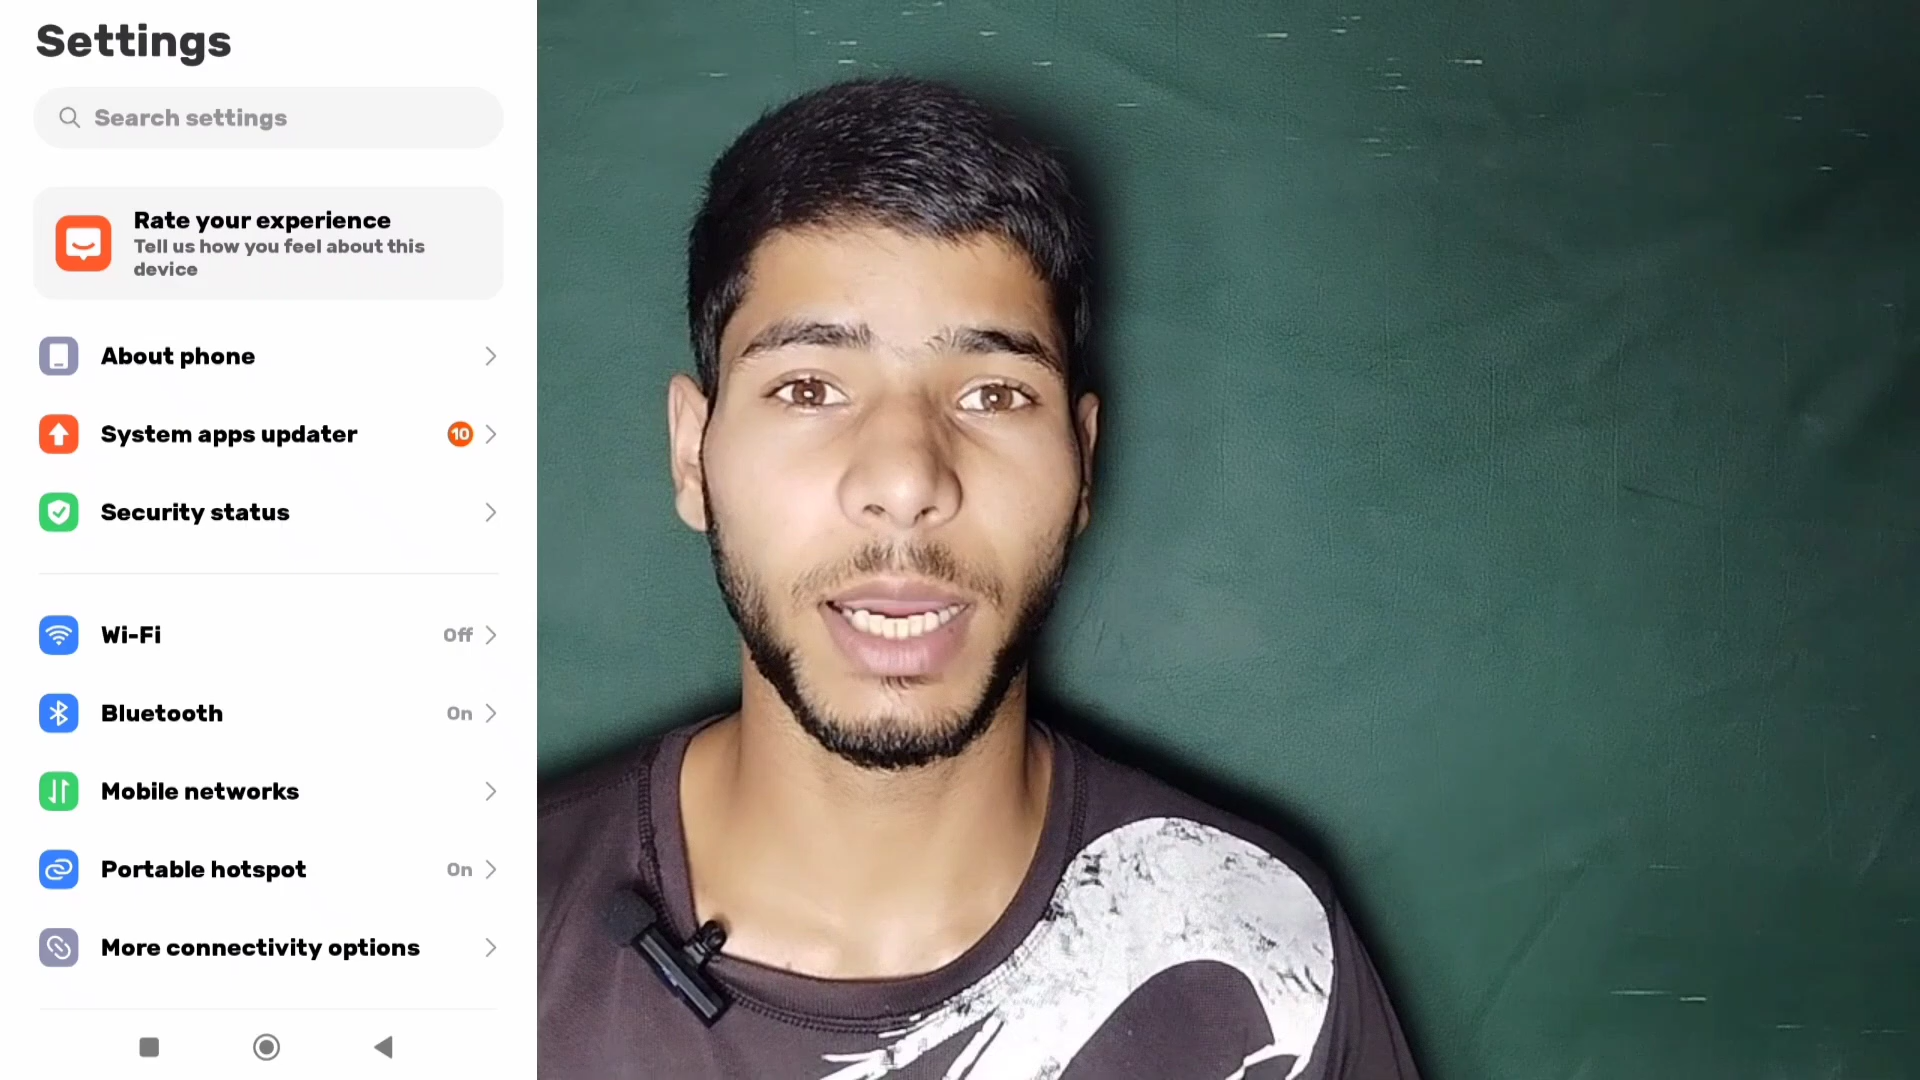 Settings
Search settings
Rate your experience
Tell us how you feel about this
device
About phone
System apps updater 10
Security status
Wi-Fi Off
Bluetooth On
Mobile networks
Portable hotspot On
More connectivity options